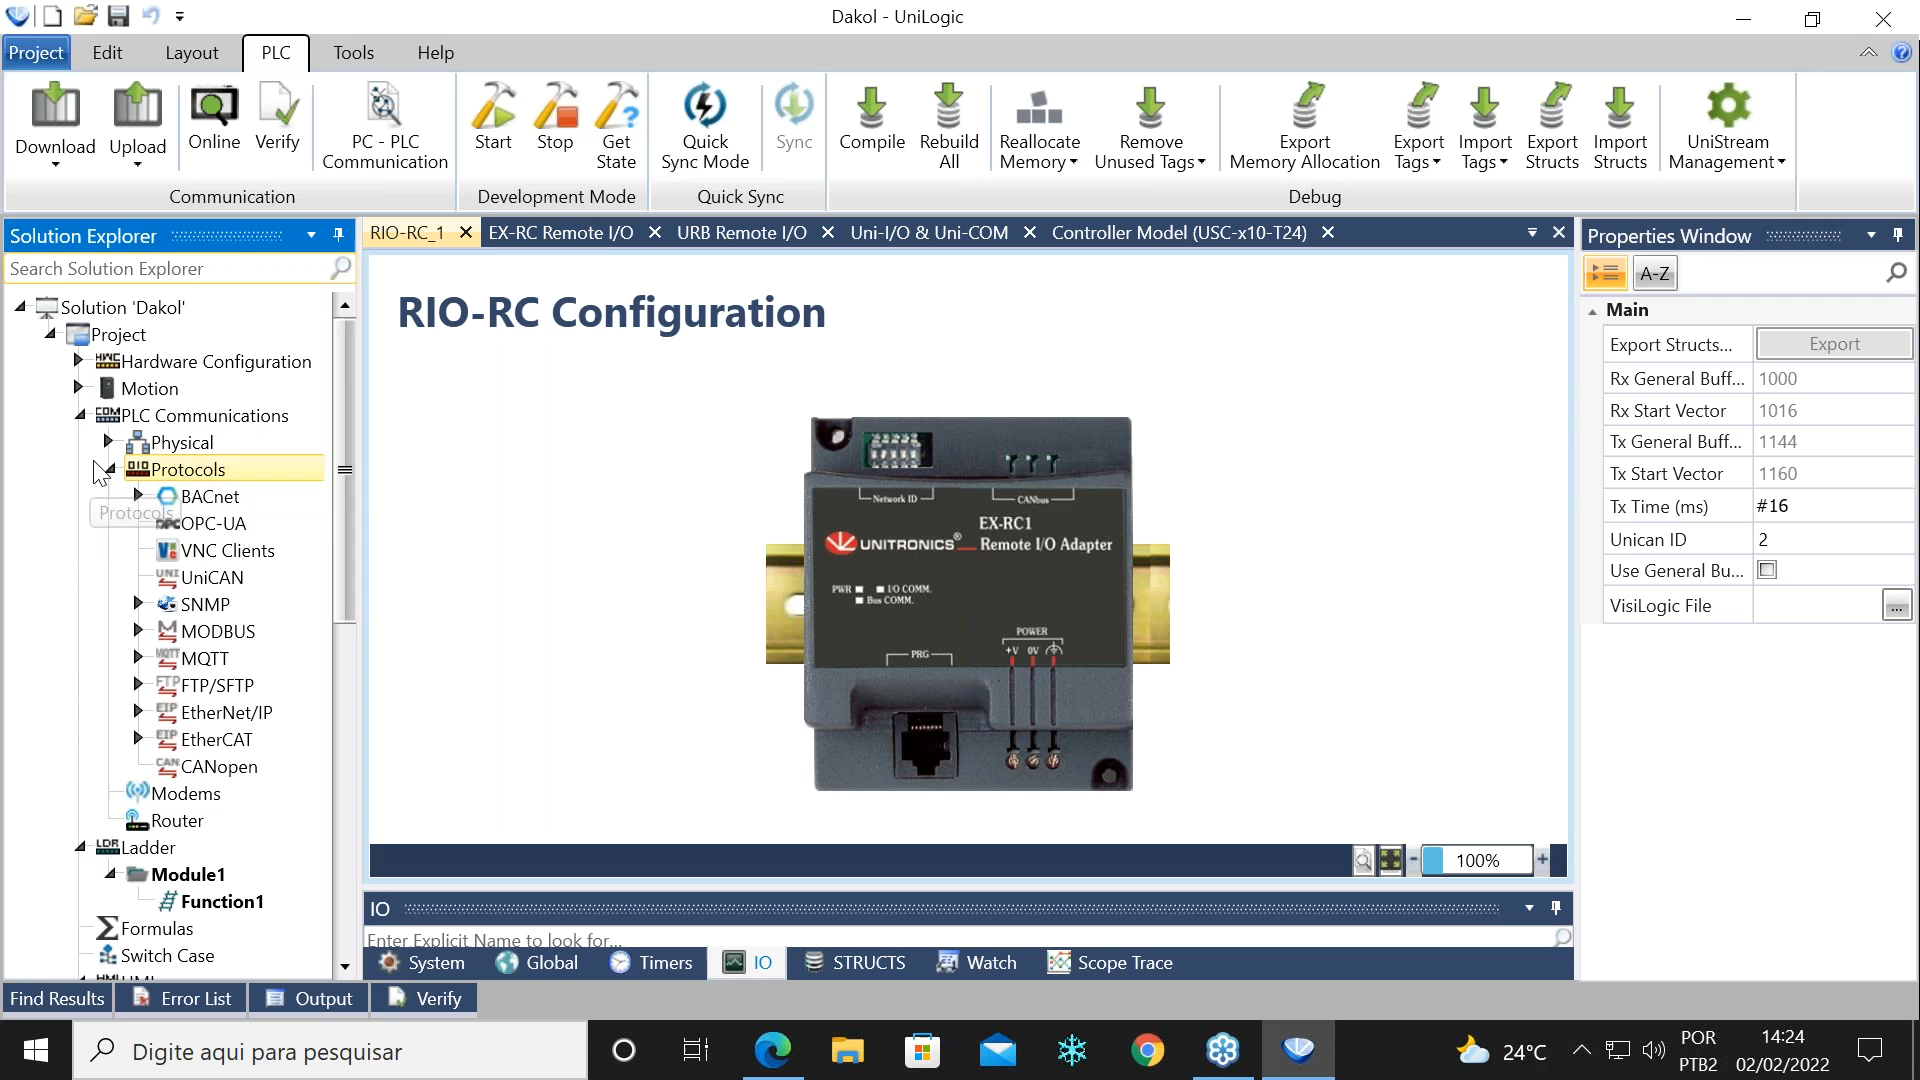 Dakol - UniLogic
Project Edit Layout PLC Tools Help
Download Upload Online Verify PC - PLC Communication Start Stop Get State Quick Sync Mode Sync Compile Rebuild All Reallocate Memory Remove Unused Tags Export Memory Allocation Export Tags Import Tags Export Structs Import Structs UniStream Management
Communication Development Mode Quick Sync Debug
Solution Explorer
Search Solution Explorer
Solution 'Dakol'
Project
Hardware Configuration
Motion
PLC Communications
Physical
Protocols
BACnet
Protocols
OPC-UA
VNC Clients
UniCAN
SNMP
MODBUS
MQTT
FTP/SFTP
EtherNet/IP
EtherCAT
CANopen
Modems
Router
Ladder
Module1
Function1
Formulas
Switch Case
RIO-RC_1 EX-RC Remote I/O URB Remote I/O Uni-I/O & Uni-COM Controller Model (USC-x10-T24)
RIO-RC Configuration
Network ID CANbus
EX-RC1
UNITRONICS® Remote I/O Adapter
PWR I/O COMM.
Bus COMM.
POWER
+V 0V
PRG
100%
IO
Enter Explicit Name to look for...
System Global Timers IO STRUCTS Watch Scope Trace
Properties Window
A-Z
Main
Export Structs... Export
Rx General Buff... 1000
Rx Start Vector 1016
Tx General Buff... 1144
Tx Start Vector 1160
Tx Time (ms) #16
Unican ID 2
Use General Bu...
VisiLogic File ...
Find Results Error List Output Verify
Digite aqui para pesquisar
24°C
POR
PTB2
14:24
02/02/2022